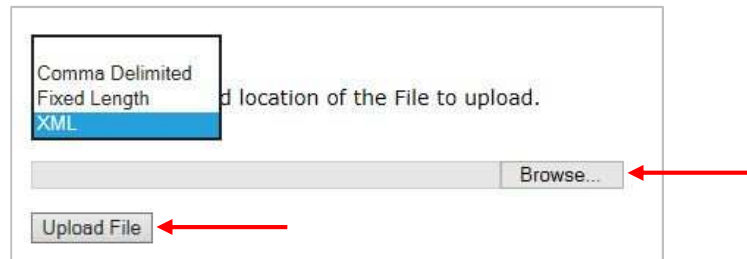 Comma Delimited
Fixed Length
d location of the File to upload.
XML
Browse...
Upload File